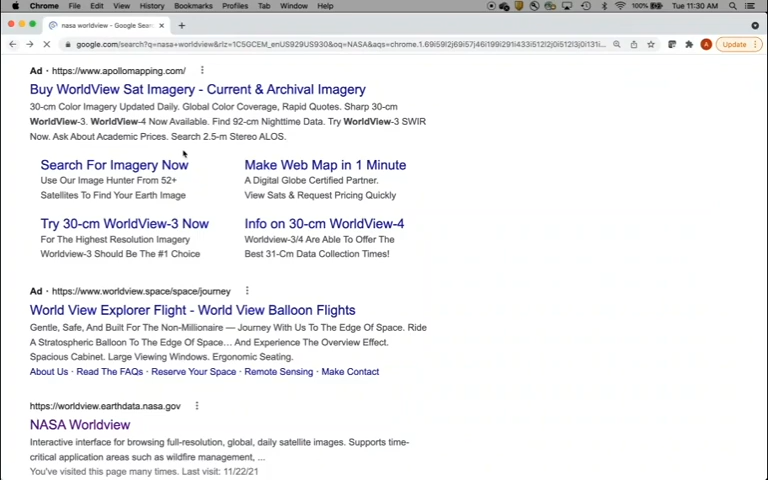 Chrome File Edit View History Bookmarks Profiles Tab Window Help 100% Tue 11:30 AM
nasa worldview - Google Sear
google.com/search?q=nasa+worldview&rlz=1C5GCEM_enUS929US930&oq=NASA&aqs=chrome.1.69i59l2j69i57j46i199i291i433i512l2j0i512l3j0i131i... Update
Ad · https://www.apollomapping.com/
Buy WorldView Sat Imagery - Current & Archival Imagery
30-cm Color Imagery Updated Daily. Global Color Coverage, Rapid Quotes. Sharp 30-cm
WorldView-3. WorldView-4 Now Available. Find 92-cm Nighttime Data. Try WorldView-3 SWIR
Now. Ask About Academic Prices. Search 2.5-m Stereo ALOS.
Search For Imagery Now
Use Our Image Hunter From 52+
Satellites To Find Your Earth Image
Make Web Map in 1 Minute
A Digital Globe Certified Partner.
View Sats & Request Pricing Quickly
Try 30-cm WorldView-3 Now
For The Highest Resolution Imagery
Worldview-3 Should Be The #1 Choice
Info on 30-cm WorldView-4
Worldview-3/4 Are Able To Offer The
Best 31-Cm Data Collection Times!
Ad · https://www.worldview.space/space/journey
World View Explorer Flight - World View Balloon Flights
Gentle, Safe, And Built For The Non-Millionaire — Journey With Us To The Edge Of Space. Ride
A Stratospheric Balloon To The Edge Of Space... And Experience The Overview Effect.
Spacious Cabinet. Large Viewing Windows. Ergonomic Seating.
About Us · Read The FAQs · Reserve Your Space · Remote Sensing · Make Contact
https://worldview.earthdata.nasa.gov
NASA Worldview
Interactive interface for browsing full-resolution, global, daily satellite images. Supports time-
critical application areas such as wildfire management, ...
You've visited this page many times. Last visit: 11/22/21